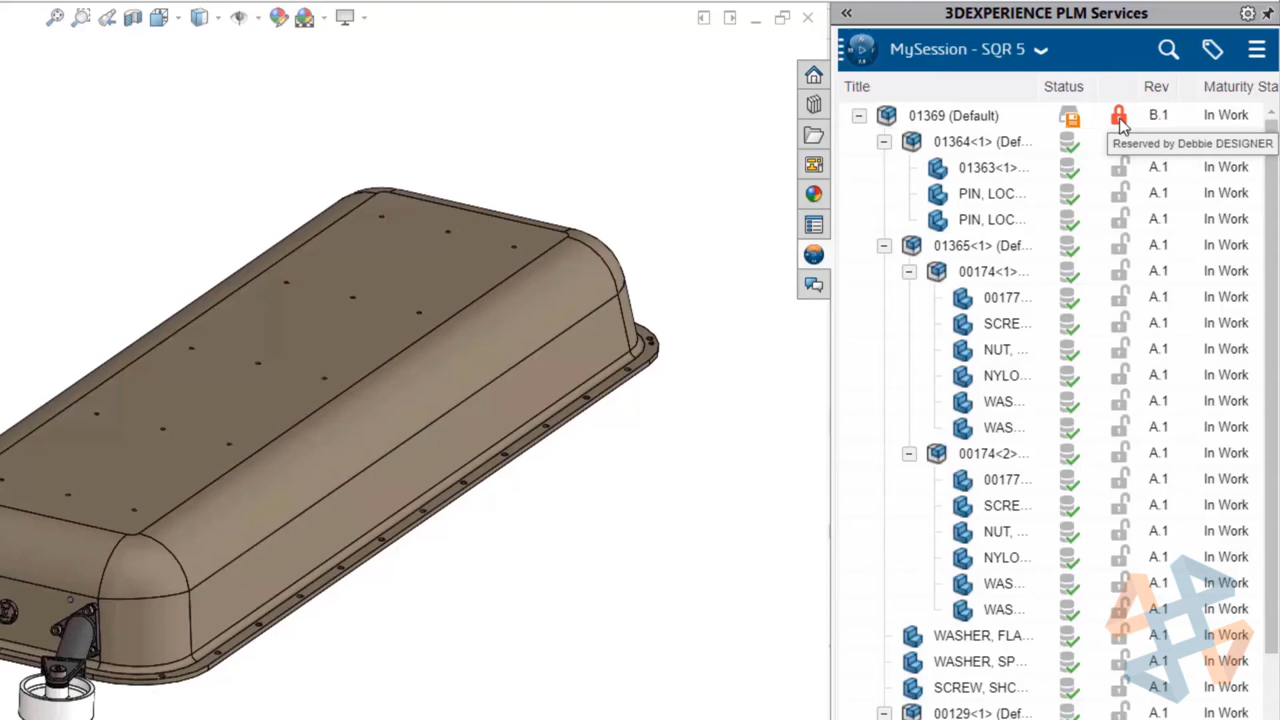 3DEXPERIENCE PLM Services
MySession - SQR 5
Title Status Rev Maturity Sta
01369 (Default) B.1 In Work
01364<1> (Def...
Reserved by Debbie DESIGNER
01363<1>... A.1 In Work
PIN, LOC... A.1 In Work
PIN, LOC... A.1 In Work
01365<1> (Def... A.1 In Work
00174<1>... A.1 In Work
00177... A.1 In Work
SCRE... A.1 In Work
NUT, ... A.1 In Work
NYLO... A.1 In Work
WAS... A.1 In Work
WAS... A.1 In Work
00174<2>... A.1 In Work
00177... A.1 In Work
SCRE... A.1 In Work
NUT, ... A.1 In Work
NYLO... A.1 In Work
WAS... A.1 In Work
WAS... A.1 In Work
WASHER, FLA... A.1 In Work
WASHER, SP... A.1 In Work
SCREW, SHC... A.1 In Work
00129<1> (Def... A.1 In Work